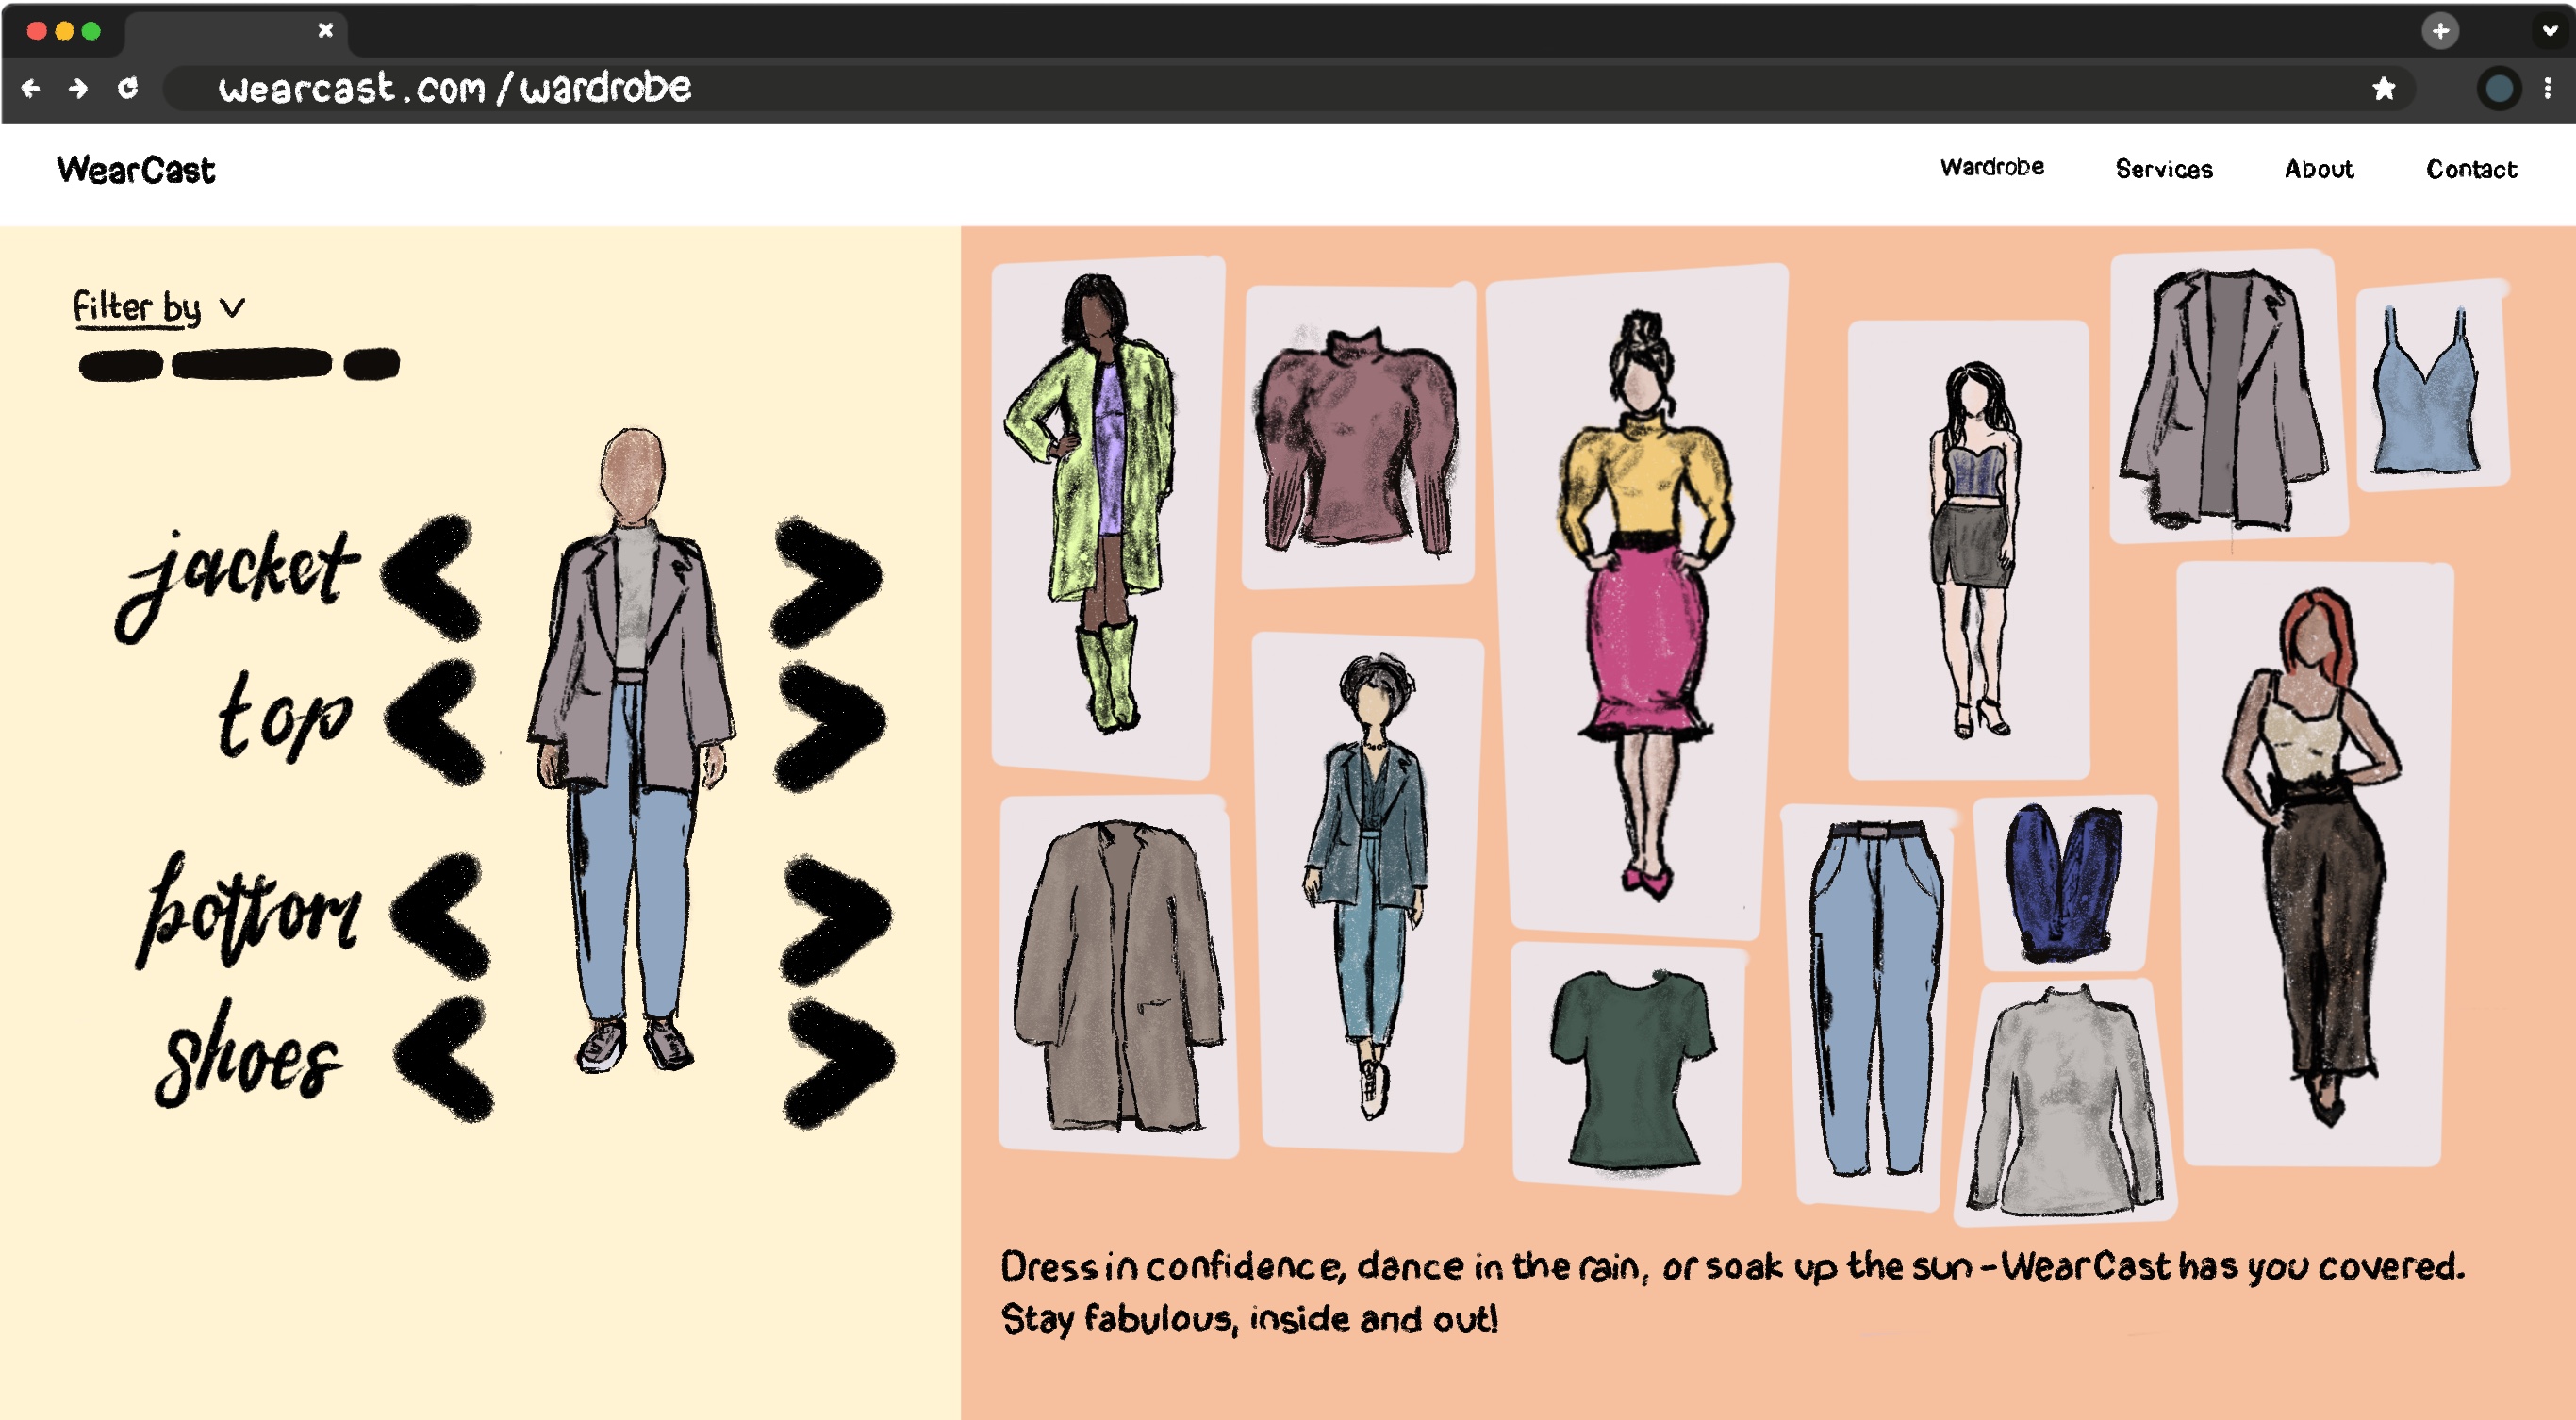 wearcast.com/wardrobe
WearCast
Wardrobe Services About Contact
filter by
jacket
top
bottom
shoes
Dress in confidence, dance in the rain, or soak up the sun - WearCast has you covered.
Stay fabulous, inside and out!